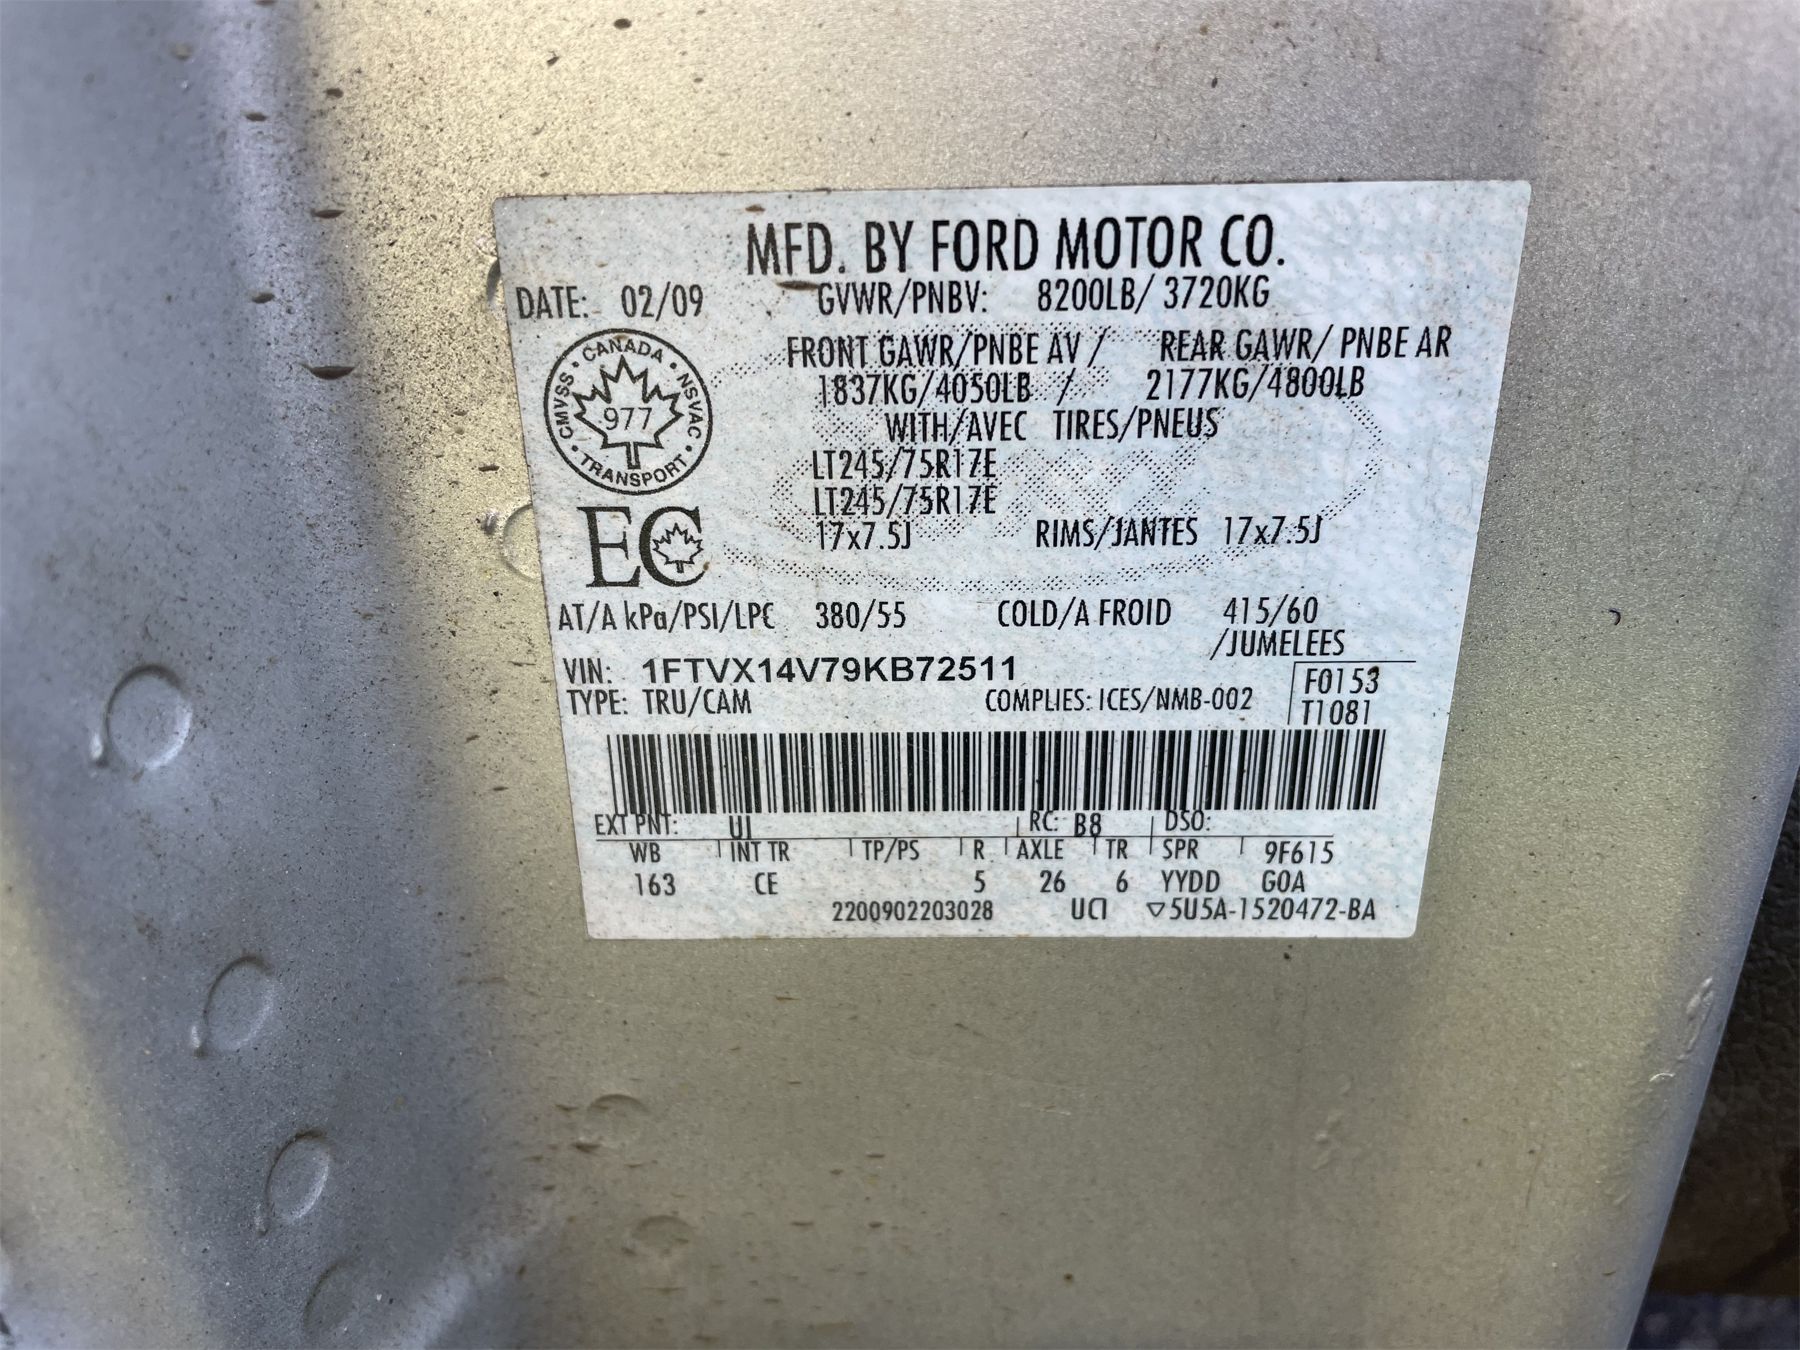 MFD. BY FORD MOTOR CO.
DATE: 02/09 GVWR/PNBV: 8200LB/ 3720KG
FRONT GAWR/PNBE AV / REAR GAWR/ PNBE AR
1837KG/4050LB / 2177KG/4800LB
WITH/AVEC TIRES/PNEUS
CANADA · NSVAC · TRANSPORT · CMVSS ·
977
LT245/75R17E
LT245/75R17E
EC
17x7.5J RIMS/JANTES 17x7.5J
AT/A kPa/PSI/LPC 380/55 COLD/A FROID 415/60
/JUMELEES
VIN: 1FTVX14V79KB72511
TYPE: TRU/CAM COMPLIES: ICES/NMB-002
F0153
T1081
EXT PNT: UJ RC: B8 DSO:
WB INT TR TP/PS R AXLE TR SPR 9F615
163 CE 5 26 6 YYDD G0A
2200902203028 UCI ▽5U5A-1520472-BA